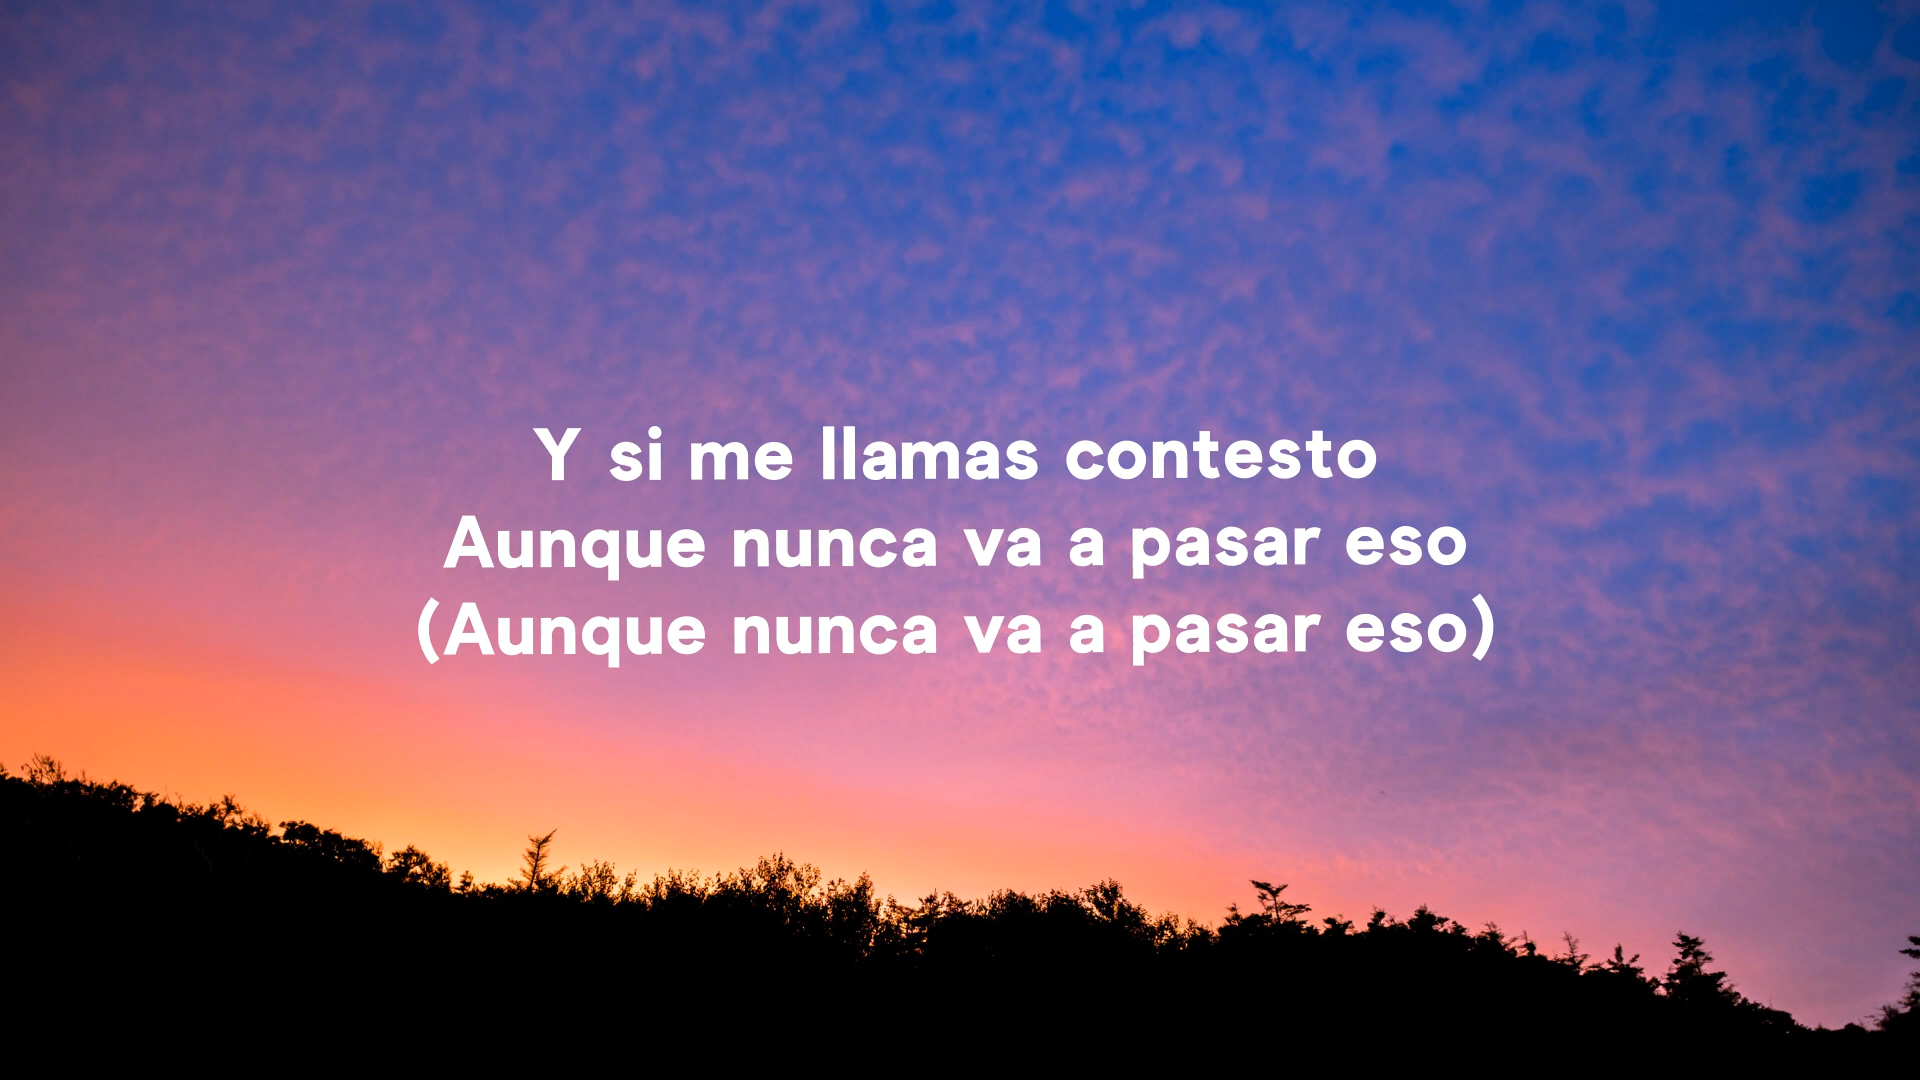 Y si me llamas contesto
Aunque nunca va a pasar eso
(Aunque nunca va a pasar eso)